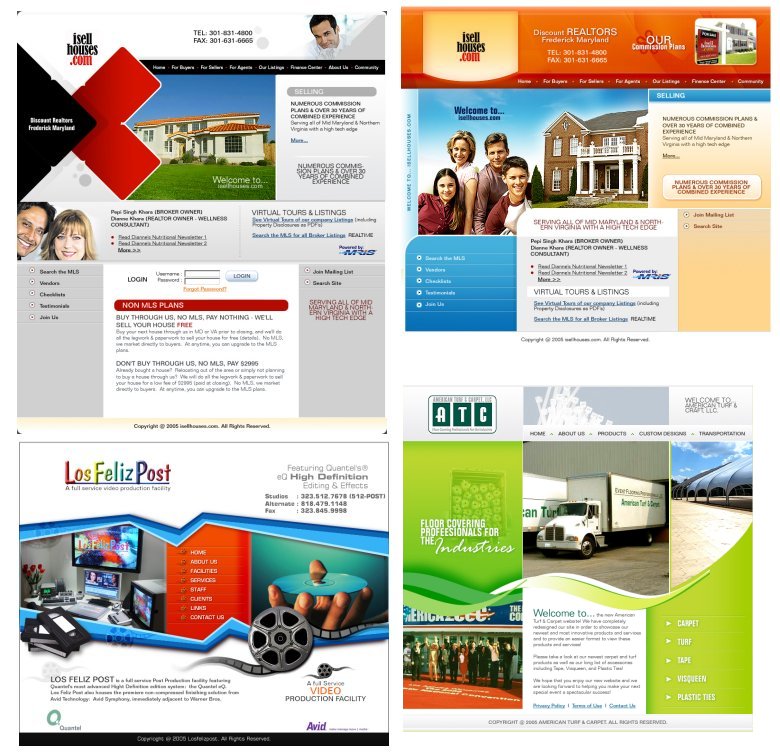 isell
houses
.com
TEL: 301-831-4800
FAX: 301-631-6665
Home - For Buyers - For Sellers - For Agents - Our Listings - Finance Center - About Us - Community
Discount Realtors
Frederick Maryland
SELLING
NUMEROUS COMMISSION
PLANS & OVER 30 YEARS OF
COMBINED EXPERIENCE
Serving all of Mid Maryland & Northern
Virginia with a high tech edge
More...
NUMEROUS COMMIS-
SION PLANS & OVER 30
YEARS OF COMBINED
EXPERIENCE
Welcome to...
isellhouses.com
Pepi Singh Khara (BROKER OWNER)
Dianne Khara (REALTOR OWNER - WELLNESS
CONSULTANT)
Read Dianne's Nutritional Newsletter 1
Read Dianne's Nutritional Newsletter 2
More >>
VIRTUAL TOURS & LISTINGS
See Virtual Tours of our company Listings (including
Property Disclosures as PDFs)
Search the MLS for all Broker Listings REALTIME
Powered by:
MRIS
Search the MLS
Vendors
Checklists
Testimonials
Join Us
LOGIN
Username :
Password :
LOGIN
Forgot Password?
Join Mailing List
Search Site
NON MLS PLANS
SERVING ALL OF MID
MARYLAND & NORTH-
ERN VIRGINIA WITH A
HIGH TECH EDGE
BUY THROUGH US, NO MLS, PAY NOTHING - WE'LL
SELL YOUR HOUSE FREE
Buy your next house through us in MD or VA prior to closing, and we'll do
all the legwork & paperwork to sell your house for free (details). No MLS,
we market directly to buyers. At anytime, you can upgrade to the MLS
plans.
DON'T BUY THROUGH US, NO MLS, PAY $2995
Already bought a house? Relocating out of the area or simply not planning
to buy a house through us? We will do all the legwork & paperwork to sell
your house for a low fee of $2995 (paid at closing). No MLS, we market
directly to buyers. At anytime, you can upgrade to the MLS plans.
Copyright @ 2005 isellhouses.com. All Rights Reserved.
isell
houses
.com
Discount REALTORS
Frederick Maryland
TEL: 301-831-4800
FAX: 301-631-6665
OUR
Commission Plans
Home - For Buyers - For Sellers - For Agents - Our Listings - Finance Center - About Us - Community
WELCOME TO... ISELLHOUSES.COM
Welcome to...
isellhouses.com
SELLING
NUMEROUS COMMISSION
PLANS & OVER 30 YEARS OF
COMBINED EXPERIENCE
Serving all of Mid Maryland & Northern
Virginia with a high tech edge
More...
NUMEROUS COMMISSION
PLANS & OVER 30 YEARS OF
COMBINED EXPERIENCE
SERVING ALL OF MID MARYLAND & NORTH-
ERN VIRGINIA WITH A HIGH TECH EDGE
Join Mailing List
Search Site
Pepi Singh Khara (BROKER OWNER)
Dianne Khara (REALTOR OWNER - WELLNESS
CONSULTANT)
Read Dianne's Nutritional Newsletter 1
Read Dianne's Nutritional Newsletter 2
More >>
Powered by:
MRIS
Search the MLS
Vendors
Checklists
Testimonials
Join Us
VIRTUAL TOURS & LISTINGS
See Virtual Tours of our company Listings (including
Property Disclosures as PDFs)
Search the MLS for all Broker Listings REALTIME
Copyright @ 2005 isellhouses.com. All Rights Reserved.
LOS FELIZ POST
A full service video production facility
Featuring Quantel's®
eQ High Definition
Editing & Effects
Studios : 323.512.7678 (512-POST)
Alternate : 818.479.1148
Fax : 323.845.9998
LOSFELIZPOST
HOME
ABOUT US
FACILITIES
SERVICES
STAFF
CLIENTS
LINKS
CONTACT US
LOS FELIZ POST is a full service Post Production facility featuring
Quantel's most advanced High Definition edition system: the Quantel eQ.
Los Feliz Post also houses the premiere non-compressed finishing solution from
Avid Technology: Avid Symphony, immediately adjacent to Warner Bros.
A full Service
VIDEO
PRODUCTION FACILITY
Quantel
Avid
Copyright @ 2005 Losfelizpost. All Rights Reserved.
AMERICAN TURF & CARPET, LLC
ATC
WELCOME TO
AMERICAN TURF &
CRAFT, LLC.
HOME - ABOUT US - PRODUCTS - CUSTOM DESIGNS - TRANSPORTATION
FLOOR COVERING
PROFEESIONALS FOR
THE Industries
EVENT FLOORING PROFESSIONALS
American Turf & Carpet
can Tu
ERICA2000
THE
CO
Welcome to... the new American
Turf & Carpet website! We have completely
redesigned our site in order to showcase our
newest and most innovative products and services
and to provide an easier format to view these
products and services!
Please take a look at our newest carpet and turf
products as well as our long list of accessories
including Tape, Visqueen, and Plastic Ties!
We hope that you enjoy our new website and we
are looking forward to helping you make your next
special event a spectacular success!
Privacy Policy | Terms of Use | Contact Us
CARPET
TURF
TAPE
VISQUEEN
PLASTIC TIES
COPYRIGHT @ 2005 AMERICAN TURF & CARPET. ALL RIGHTS RESERVED.